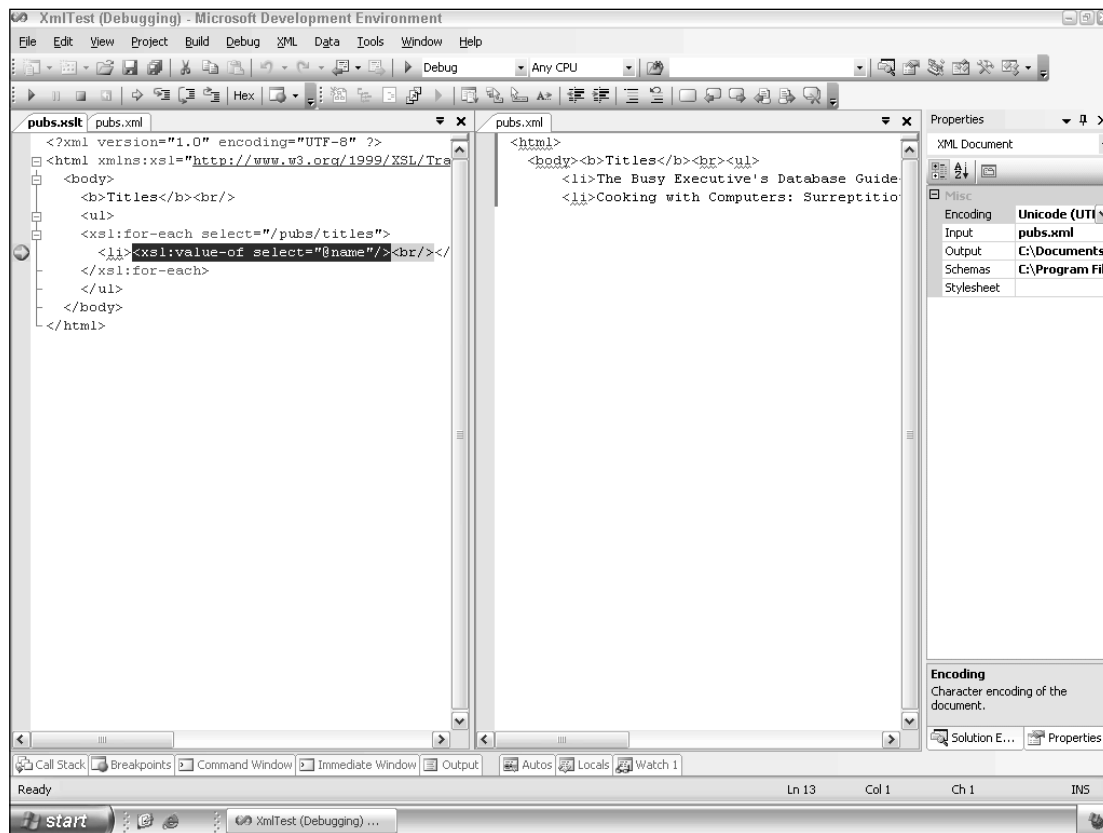 XmlTest (Debugging) - Microsoft Development Environment
File Edit View Project Build Debug XML Data Tools Window Help
Debug Any CPU
Hex
pubs.xslt pubs.xml
<?xml version="1.0" encoding="UTF-8" ?>
<html xmlns:xsl="http://www.w3.org/1999/XSL/Tra
<body>
<b>Titles</b><br/>
<ul>
<xsl:for-each select="/pubs/titles">
<li><xsl:value-of select="@name"/><br/></
</xsl:for-each>
</ul>
</body>
</html>
pubs.xml
<html>
<body><b>Titles</b><br><ul>
<li>The Busy Executive's Database Guide
<li>Cooking with Computers: Surreptitio
Properties
XML Document
Misc
Encoding Unicode (UTF
Input pubs.xml
Output C:\Documents
Schemas C:\Program Fil
Stylesheet
Encoding
Character encoding of the
document.
Solution E... Properties
Call Stack Breakpoints Command Window Immediate Window Output Autos Locals Watch 1
Ready Ln 13 Col 1 Ch 1 INS
start XmlTest (Debugging) ...